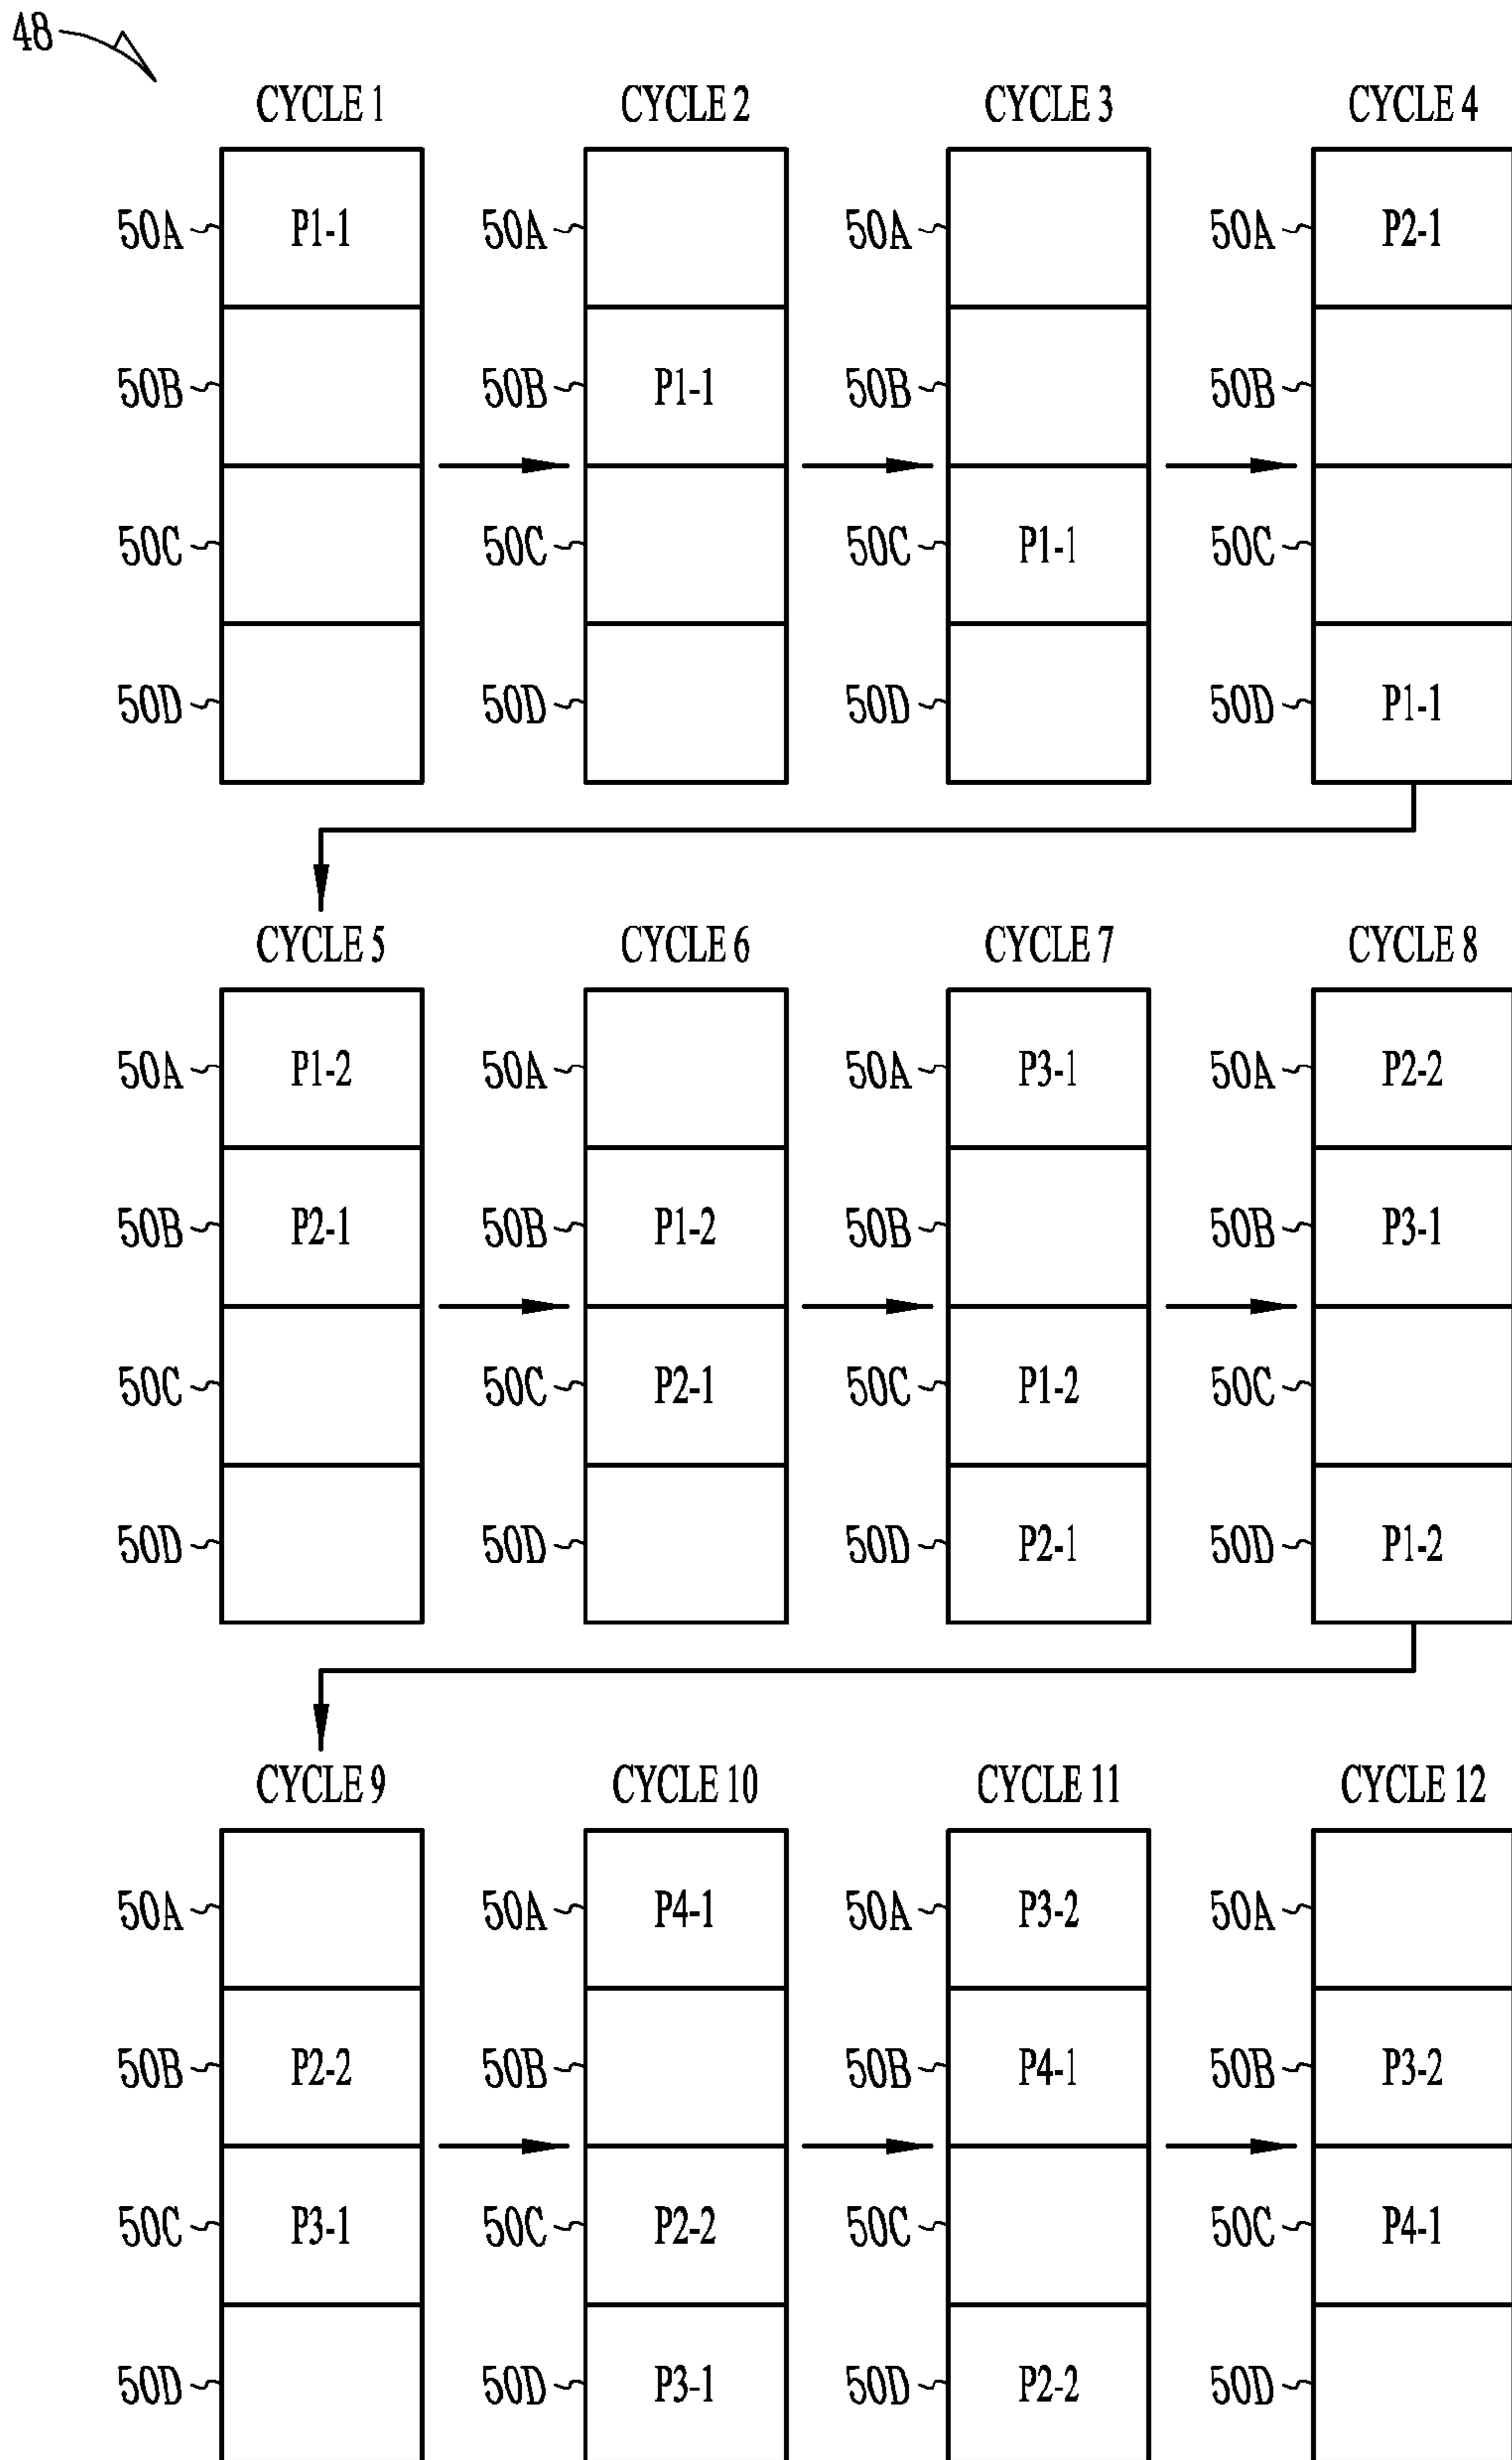 48
CYCLE 1 CYCLE 2 CYCLE 3 CYCLE 4
50A P1-1 50A 50A 50A P2-1
50B 50B P1-1 50B 50B
50C 50C 50C P1-1 50C
50D 50D 50D 50D P1-1
CYCLE 5 CYCLE 6 CYCLE 7 CYCLE 8
50A P1-2 50A 50A P3-1 50A P2-2
50B P2-1 50B P1-2 50B 50B P3-1
50C 50C P2-1 50C P1-2 50C
50D 50D 50D P2-1 50D P1-2
CYCLE 9 CYCLE 10 CYCLE 11 CYCLE 12
50A 50A P4-1 50A P3-2 50A
50B P2-2 50B 50B P4-1 50B P3-2
50C P3-1 50C P2-2 50C 50C P4-1
50D 50D P3-1 50D P2-2 50D